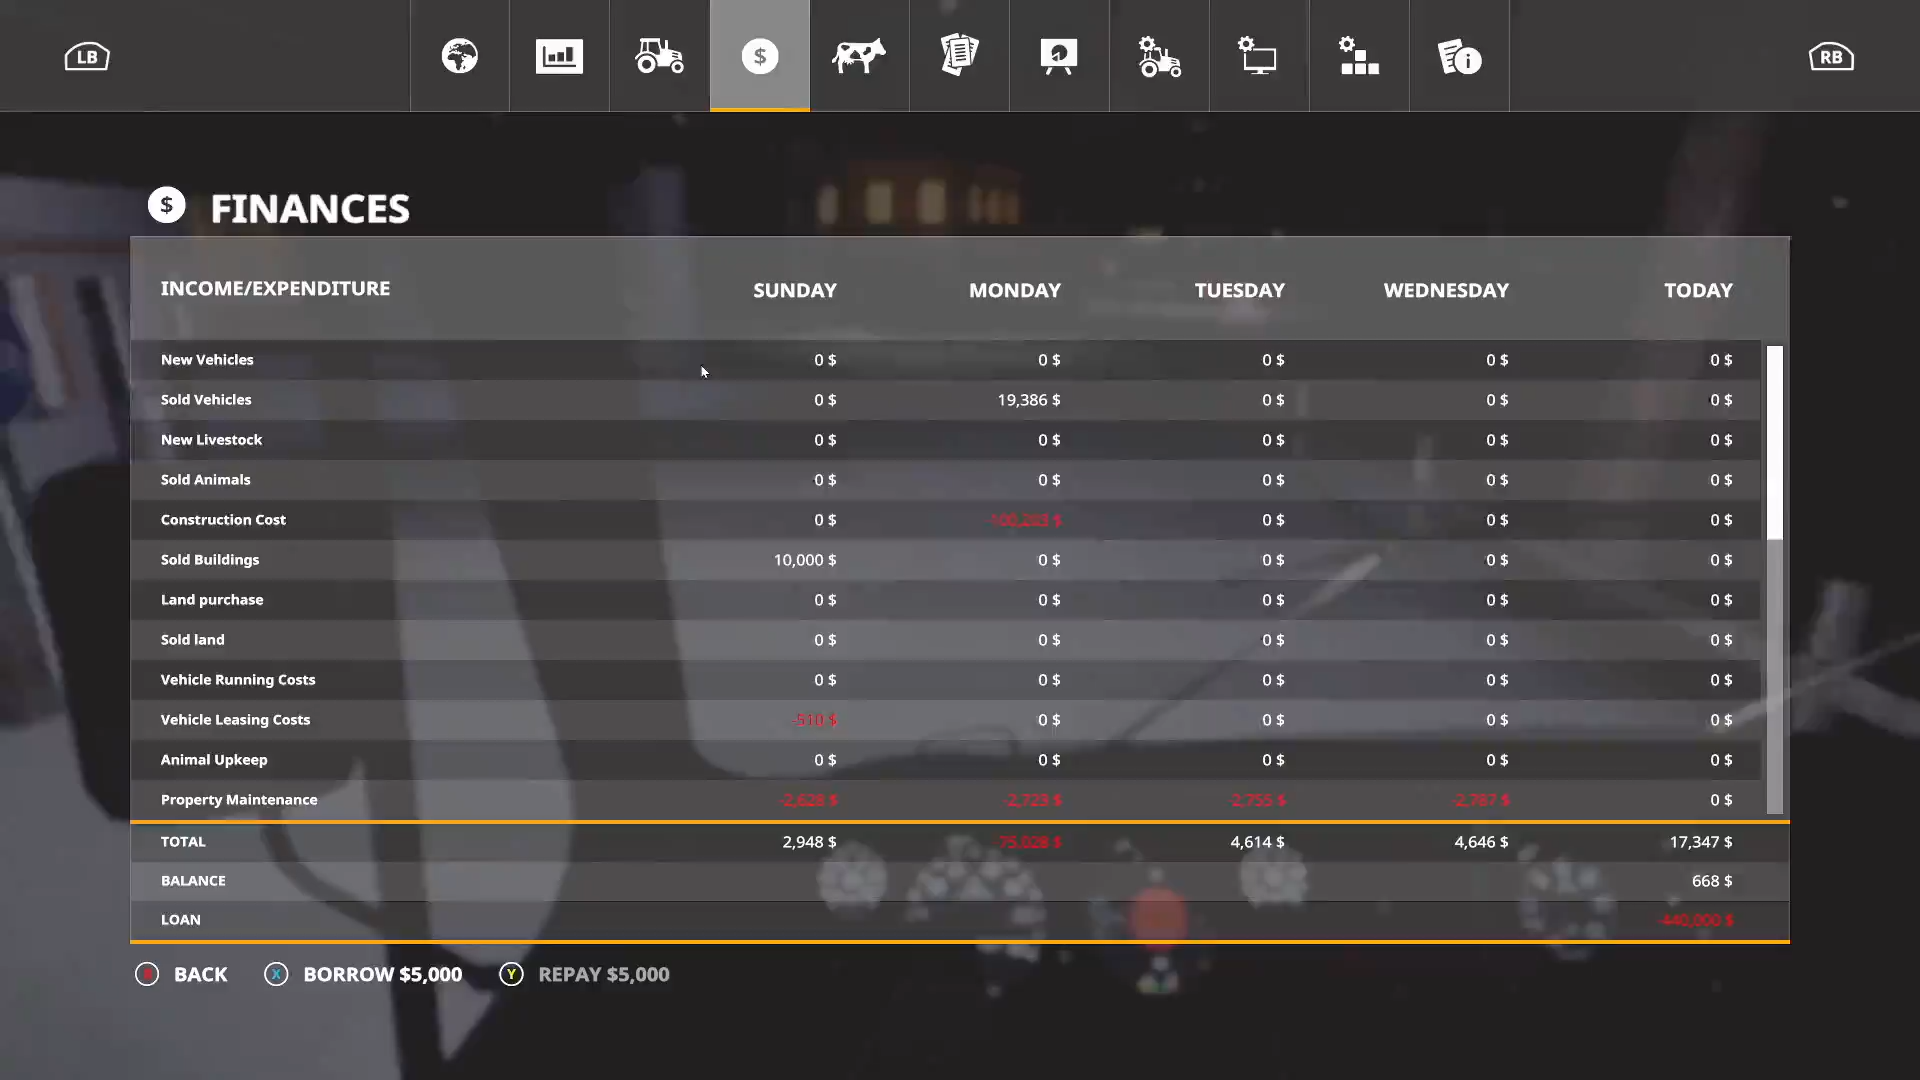 LB
$
RB
$ FINANCES
INCOME/EXPENDITURE SUNDAY MONDAY TUESDAY WEDNESDAY TODAY
New Vehicles 0 $ 0 $ 0 $ 0 $ 0 $
Sold Vehicles 0 $ 19,386 $ 0 $ 0 $ 0 $
New Livestock 0 $ 0 $ 0 $ 0 $ 0 $
Sold Animals 0 $ 0 $ 0 $ 0 $ 0 $
Construction Cost 0 $ -100,203 $ 0 $ 0 $ 0 $
Sold Buildings 10,000 $ 0 $ 0 $ 0 $ 0 $
Land purchase 0 $ 0 $ 0 $ 0 $ 0 $
Sold land 0 $ 0 $ 0 $ 0 $ 0 $
Vehicle Running Costs 0 $ 0 $ 0 $ 0 $ 0 $
Vehicle Leasing Costs -510 $ 0 $ 0 $ 0 $ 0 $
Animal Upkeep 0 $ 0 $ 0 $ 0 $ 0 $
Property Maintenance -2,628 $ -2,723 $ -2,755 $ -2,787 $ 0 $
TOTAL 2,948 $ -75,028 $ 4,614 $ 4,646 $ 17,347 $
BALANCE 668 $
LOAN -440,000 $
BACK X BORROW $5,000 Y REPAY $5,000